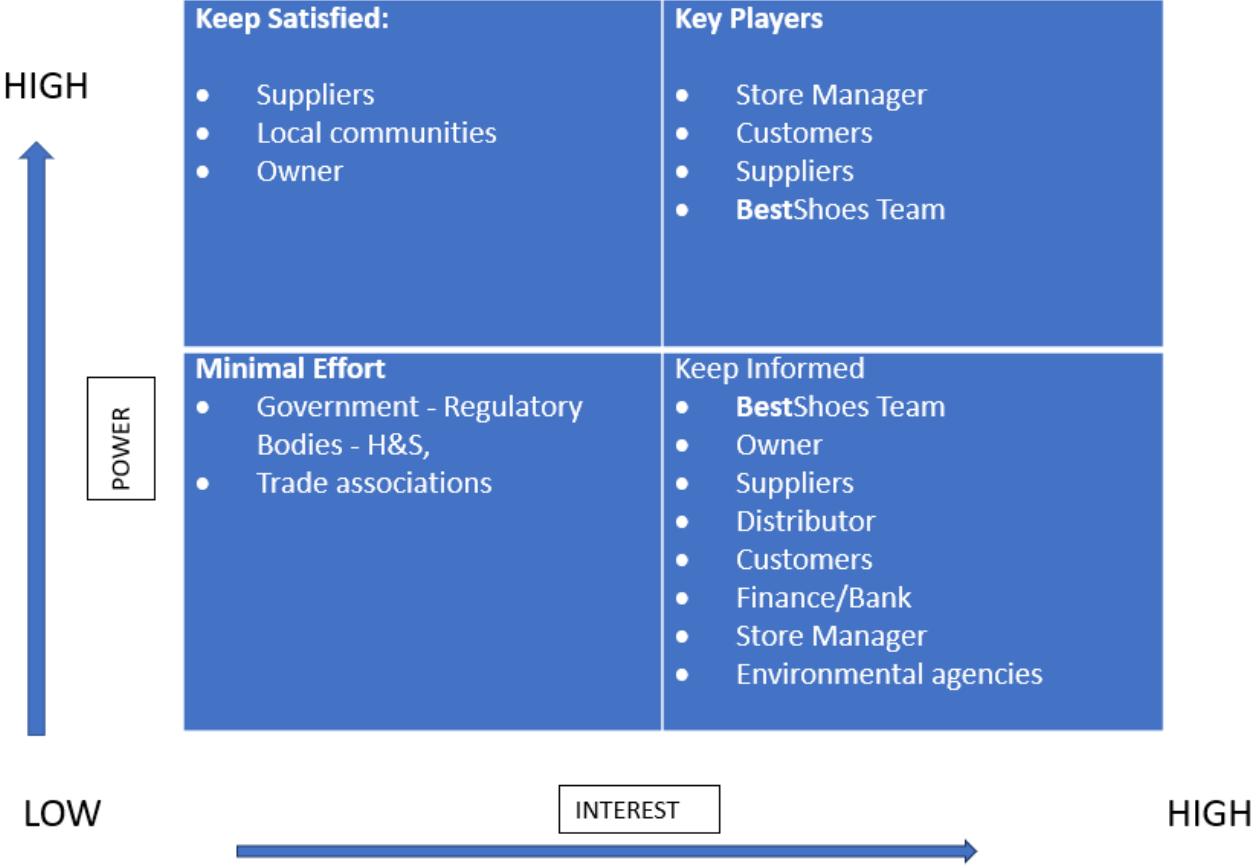 Keep Satisfied:
• Suppliers
• Local communities
• Owner
Key Players
• Store Manager
• Customers
• Suppliers
• BestShoes Team
HIGH
POWER
Minimal Effort
• Government - Regulatory
Bodies - H&S,
• Trade associations
Keep Informed
• BestShoes Team
• Owner
• Suppliers
• Distributor
• Customers
• Finance/Bank
• Store Manager
• Environmental agencies
LOW
INTEREST
HIGH